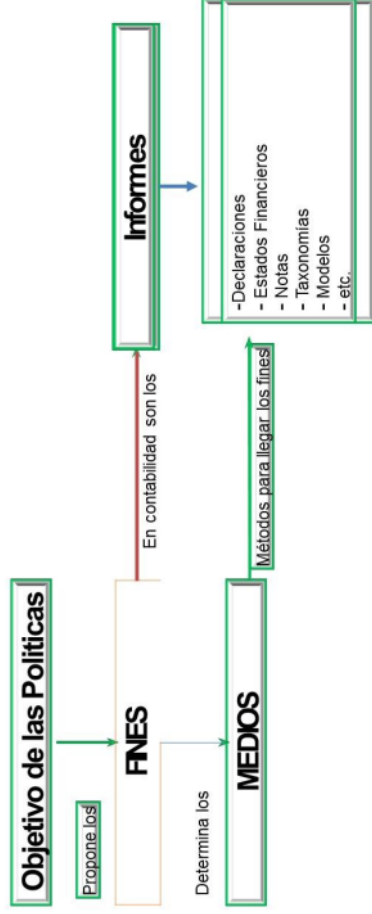 Objetivo de las Politicas
Propone los
FINES
En contabilidad son los
Informes
Determina los
MEDIOS
Métodos para llegar los fines
-Declaraciones
- Estados Financieros
- Notas
- Taxonomías
- Modelos
- etc.